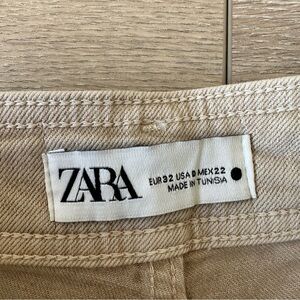 ZARA
EUR 32 USA 0 MEX 22
MADE IN TUNISIA